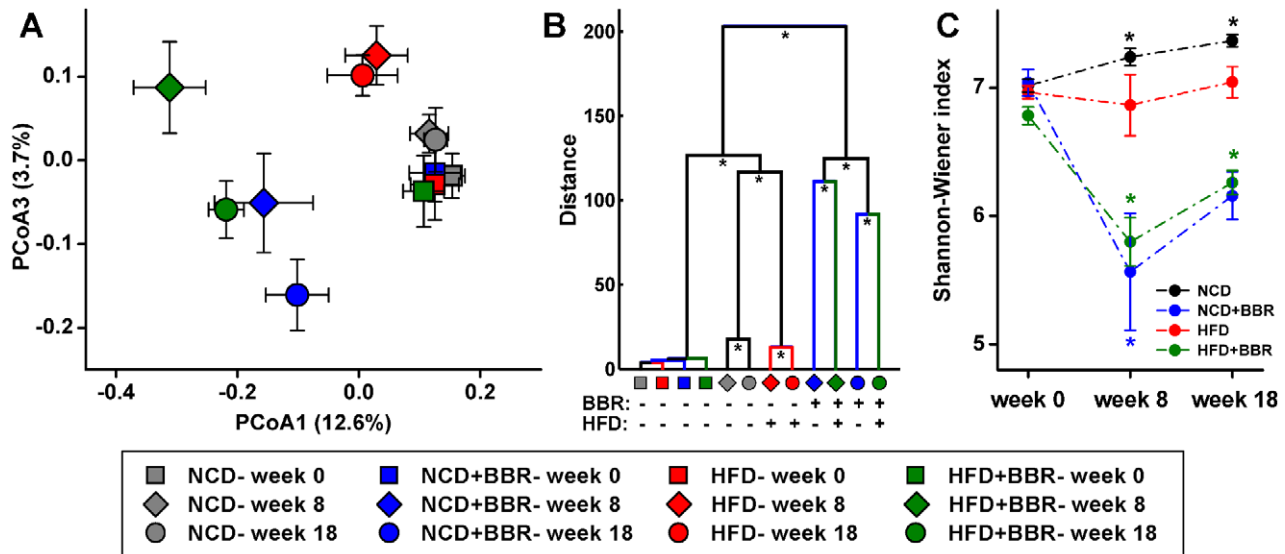 A
PCoA3 (3.7%)
0.1
0.0
-0.1
-0.2
-0.4
-0.2
0.0
0.2
PCoA1 (12.6%)
B
Distance
200
150
100
50
0
*
*
*
*
*
*
*
*
BBR: - - - - - - - - + + + +
HFD: - - - - - - + + - + - +
C
Shannon-Wiener index
7
6
5
*
*
*
*
*
NCD
NCD+BBR
HFD
HFD+BBR
week 0 week 8 week 18
NCD- week 0 NCD+BBR- week 0 HFD- week 0 HFD+BBR- week 0
NCD- week 8 NCD+BBR- week 8 HFD- week 8 HFD+BBR- week 8
NCD- week 18 NCD+BBR- week 18 HFD- week 18 HFD+BBR- week 18